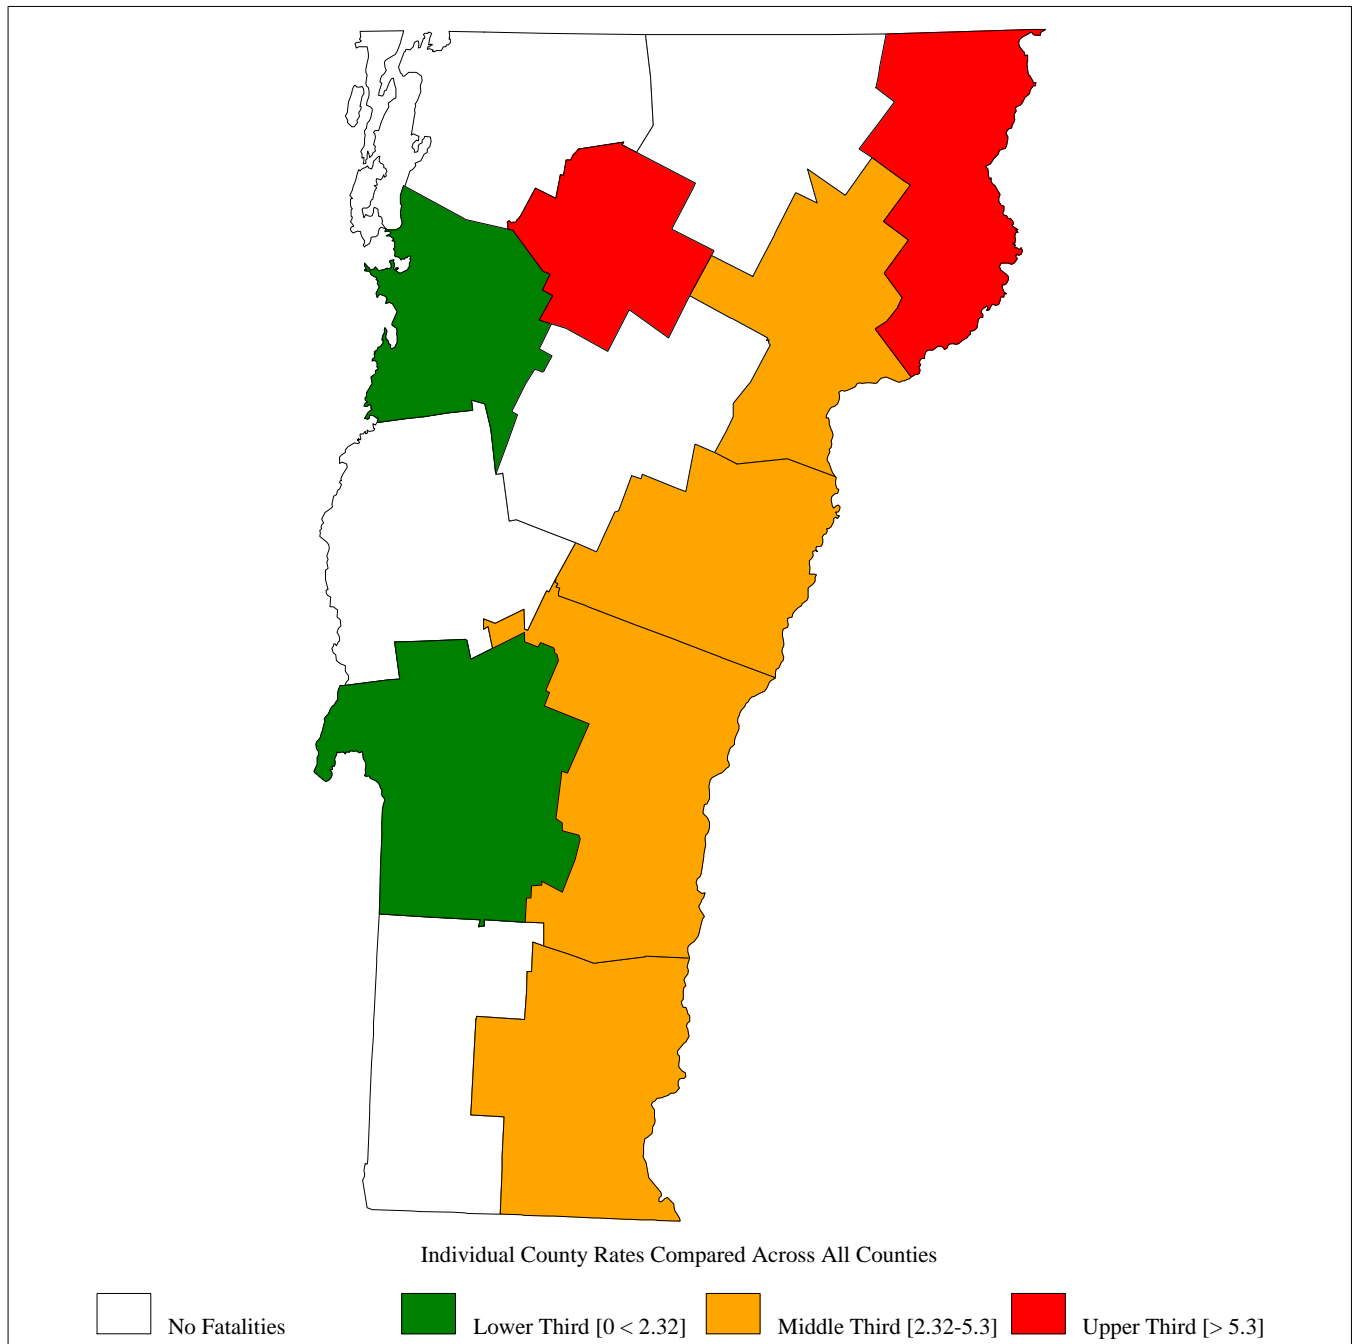 Individual County Rates Compared Across All Counties
No Fatalities Lower Third [0 < 2.32] Middle Third [2.32-5.3] Upper Third [> 5.3]